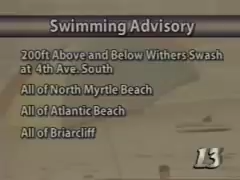 Swimming Advisory
200ft Above and Below Withers Swash
at 4th Ave. South
All of North Myrtle Beach
All of Atlantic Beach
All of Briarcliff
13